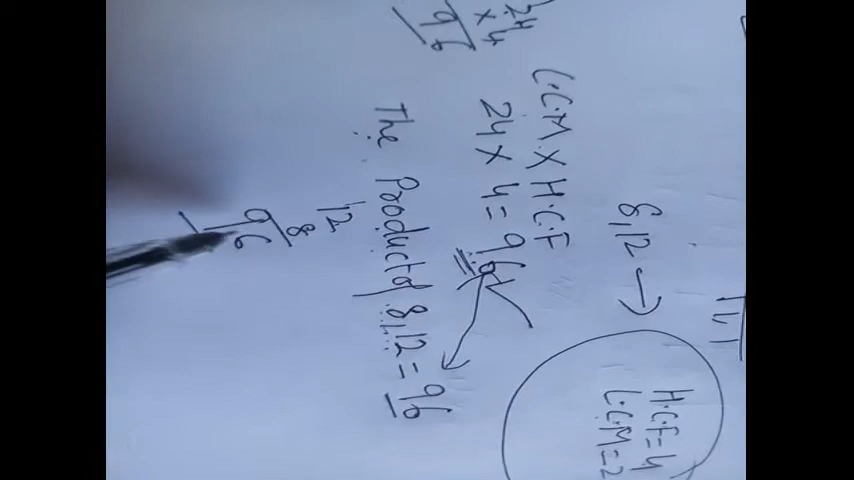 8,12 →
H.C.F=4
L.C.M=2
L.C.M X H.C.F
24 X 4 = 96
24
x 4
96
The Product of 8,12 = 96
12
8
96